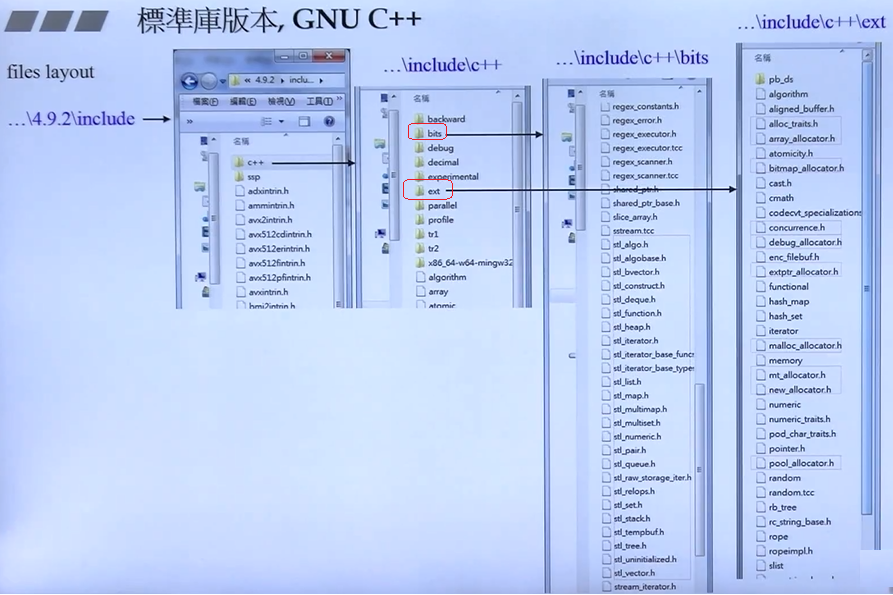 標準庫版本, GNU C++
files layout
…\4.9.2\include
4.9.2 ▸ inclu... ▸
檔案(F) 編輯(E) 檢視(V) 工具(T) »
名稱
c++
ssp
adxintrin.h
ammintrin.h
avx2intrin.h
avx512cdintrin.h
avx512erintrin.h
avx512fintrin.h
avx512pfintrin.h
avxintrin.h
bmi2intrin.h
…\include\c++
名稱
backward
bits
debug
decimal
experimental
ext
parallel
profile
tr1
tr2
x86_64-w64-mingw32
algorithm
array
atomic
…\include\c++\bits
regex_constants.h
regex_error.h
regex_executor.h
regex_executor.tcc
regex_scanner.h
regex_scanner.tcc
shared_ptr.h
shared_ptr_base.h
slice_array.h
sstream.tcc
stl_algo.h
stl_algobase.h
stl_bvector.h
stl_construct.h
stl_deque.h
stl_function.h
stl_heap.h
stl_iterator.h
stl_iterator_base_funcs
stl_iterator_base_types
stl_list.h
stl_map.h
stl_multimap.h
stl_multiset.h
stl_numeric.h
stl_pair.h
stl_queue.h
stl_raw_storage_iter.h
stl_relops.h
stl_set.h
stl_stack.h
stl_tempbuf.h
stl_tree.h
stl_uninitialized.h
stl_vector.h
stream_iterator.h
…\include\c++\ext
名稱
pb_ds
algorithm
aligned_buffer.h
alloc_traits.h
array_allocator.h
atomicity.h
bitmap_allocator.h
cast.h
cmath
codecvt_specializations
concurrence.h
debug_allocator.h
enc_filebuf.h
extptr_allocator.h
functional
hash_map
hash_set
iterator
malloc_allocator.h
memory
mt_allocator.h
new_allocator.h
numeric
numeric_traits.h
pod_char_traits.h
pointer.h
pool_allocator.h
random
random.tcc
rb_tree
rc_string_base.h
rope
ropeimpl.h
slist